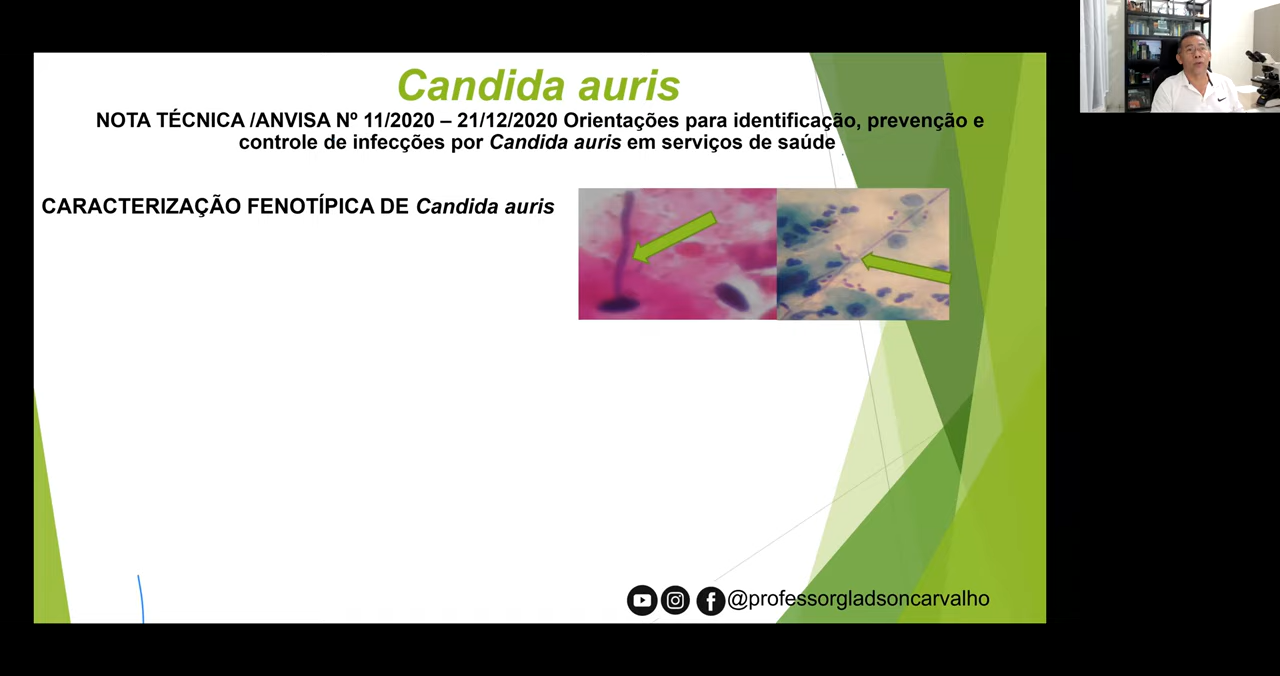 Candida auris
NOTA TÉCNICA /ANVISA Nº 11/2020 – 21/12/2020 Orientações para identificação, prevenção e
controle de infecções por Candida auris em serviços de saúde
CARACTERIZAÇÃO FENOTÍPICA DE Candida auris
@professorgladsoncarvalho